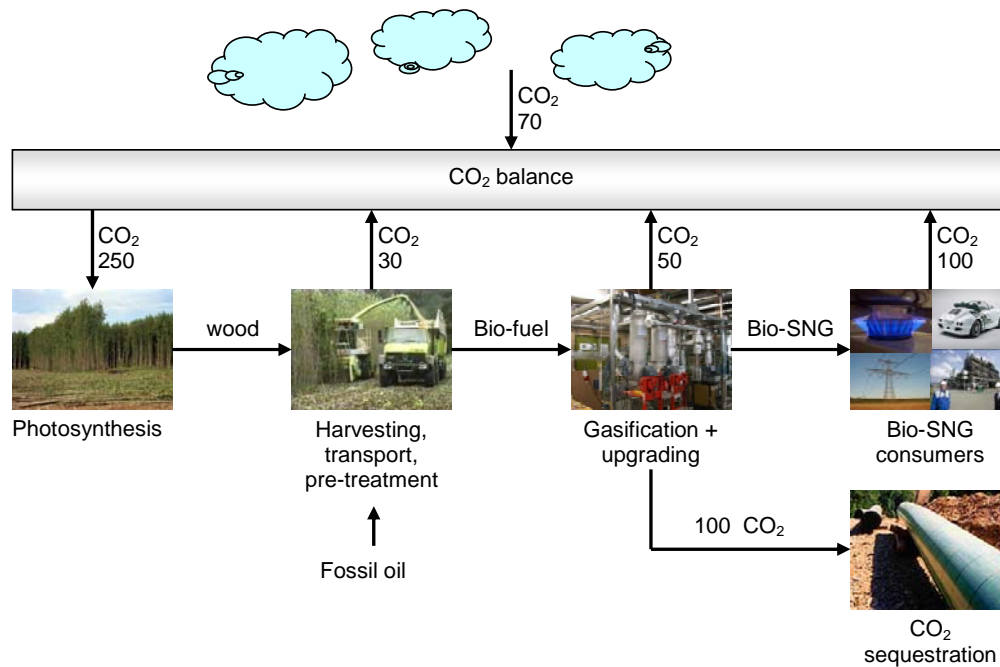 CO₂
70
CO₂ balance
CO₂
250
CO₂
30
CO₂
50
CO₂
100
wood
Bio-fuel
Bio-SNG
Photosynthesis
Harvesting,
transport,
pre-treatment
Gasification +
upgrading
Bio-SNG
consumers
100 CO₂
Fossil oil
CO₂
sequestration